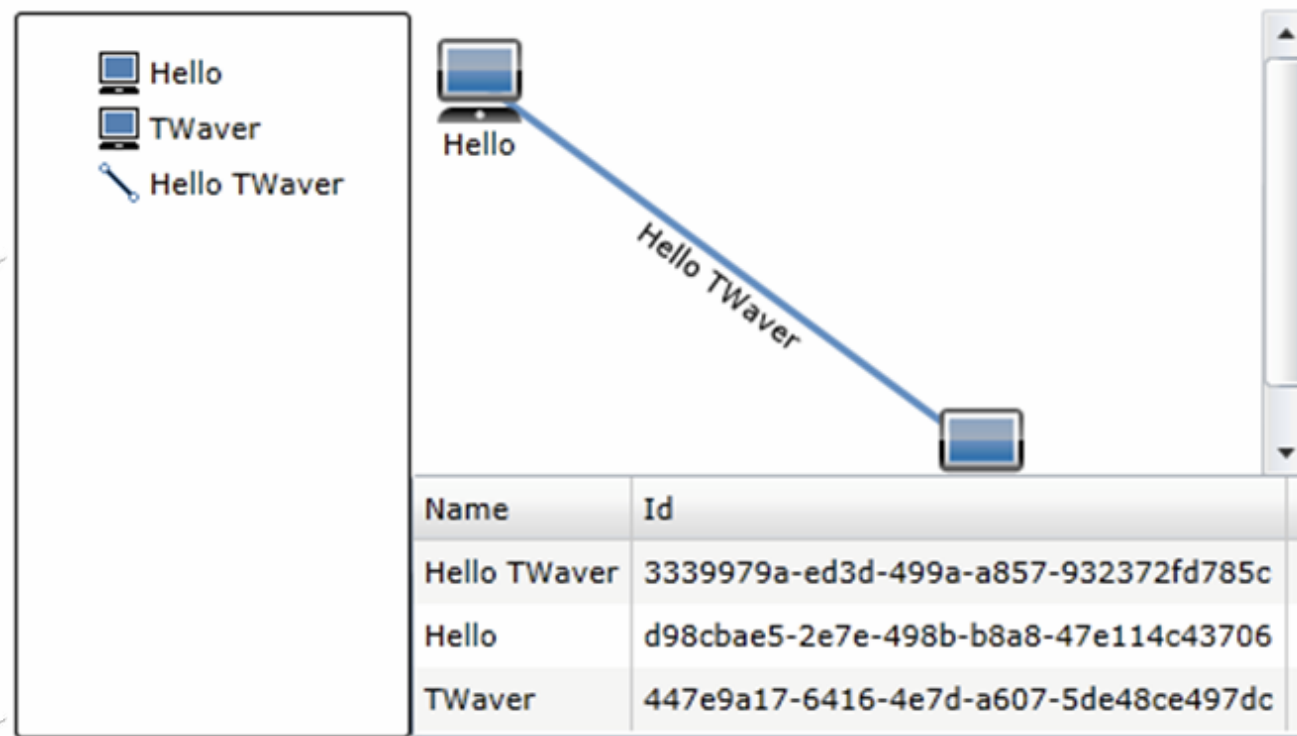 Hello
TWaver
Hello TWaver
Hello
Hello TWaver
Name Id
Hello TWaver 3339979a-ed3d-499a-a857-932372fd785c
Hello d98cbae5-2e7e-498b-b8a8-47e114c43706
TWaver 447e9a17-6416-4e7d-a607-5de48ce497dc